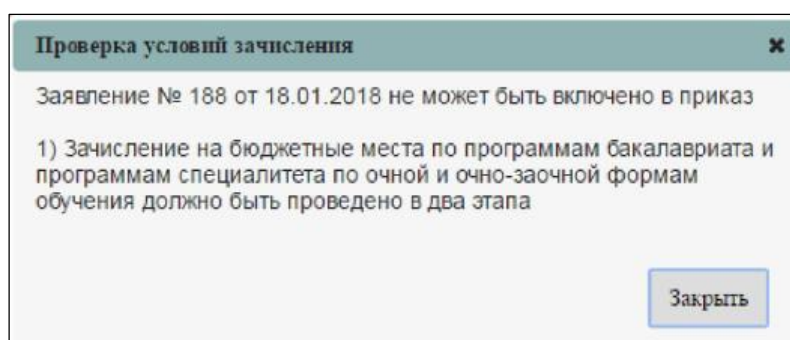 Проверка условий зачисления
Заявление № 188 от 18.01.2018 не может быть включено в приказ
1) Зачисление на бюджетные места по программам бакалавриата и
программам специалитета по очной и очно-заочной формам
обучения должно быть проведено в два этапа
Закрыть